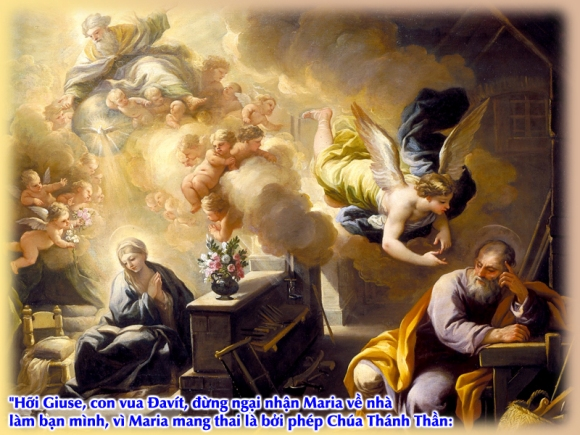 "Hỡi Giuse, con vua Đavít, đừng ngại nhận Maria về nhà
làm bạn mình, vì Maria mang thai là bởi phép Chúa Thánh Thần: